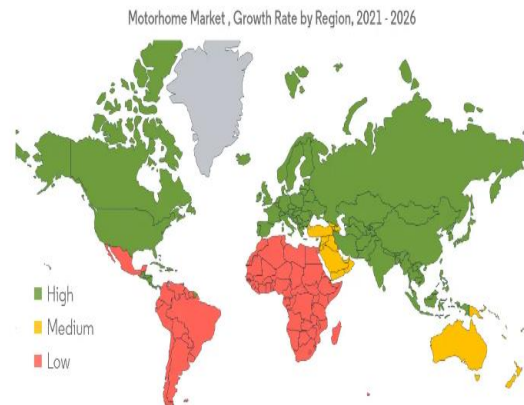 Motorhome Market , Growth Rate by Region, 2021 - 2026
High
Medium
Low